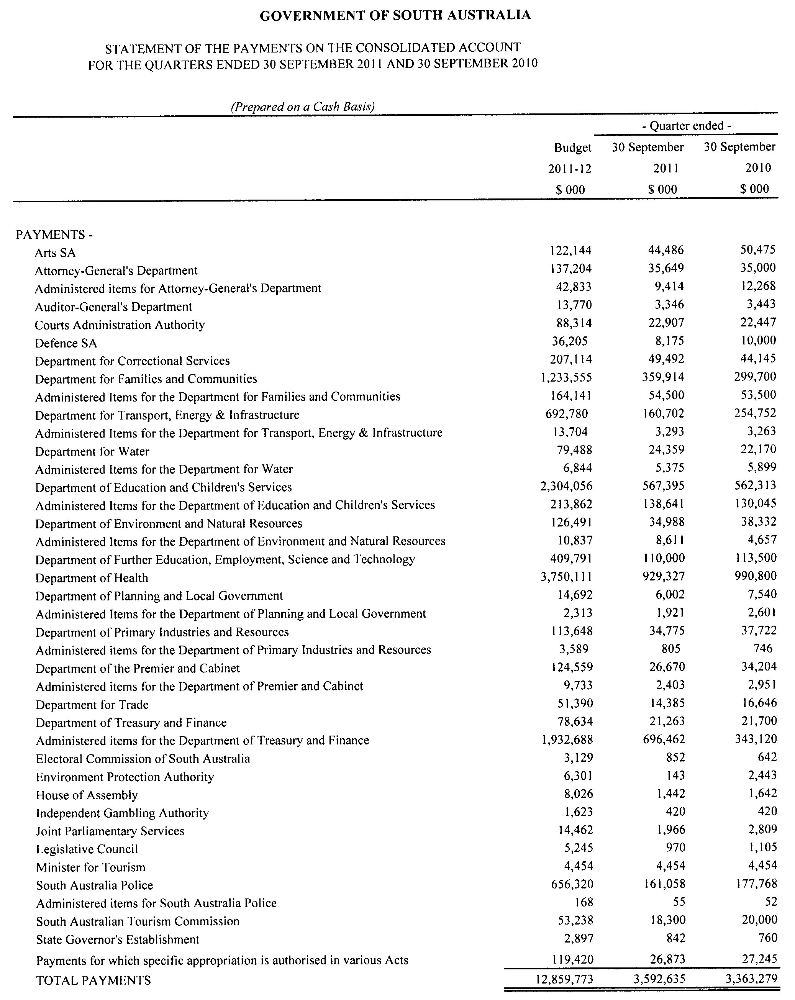 GOVERNMENT OF SOUTH AUSTRALIA
STATEMENT OF THE PAYMENTS ON THE CONSOLIDATED ACCOUNT
FOR THE QUARTERS ENDED 30 SEPTEMBER 2011 AND 30 SEPTEMBER 2010
(Prepared on a Cash Basis)
- Quarter ended -
Budget 30 September 30 September
2011-12 2011 2010
$ 000 $ 000 $ 000
PAYMENTS -
Arts SA 122,144 44,486 50,475
Attorney-General's Department 137,204 35,649 35,000
Administered items for Attorney-General's Department 42,833 9,414 12,268
Auditor-General's Department 13,770 3,346 3,443
Courts Administration Authority 88,314 22,907 22,447
Defence SA 36,205 8,175 10,000
Department for Correctional Services 207,114 49,492 44,145
Department for Families and Communities 1,233,555 359,914 299,700
Administered Items for the Department for Families and Communities 164,141 54,500 53,500
Department for Transport, Energy & Infrastructure 692,780 160,702 254,752
Administered Items for the Department for Transport, Energy & Infrastructure 13,704 3,293 3,263
Department for Water 79,488 24,359 22,170
Administered Items for the Department for Water 6,844 5,375 5,899
Department of Education and Children's Services 2,304,056 567,395 562,313
Administered Items for the Department of Education and Children's Services 213,862 138,641 130,045
Department of Environment and Natural Resources 126,491 34,988 38,332
Administered Items for the Department of Environment and Natural Resources 10,837 8,611 4,657
Department of Further Education, Employment, Science and Technology 409,791 110,000 113,500
Department of Health 3,750,111 929,327 990,800
Department of Planning and Local Government 14,692 6,002 7,540
Administered Items for the Department of Planning and Local Government 2,313 1,921 2,601
Department of Primary Industries and Resources 113,648 34,775 37,722
Administered items for the Department of Primary Industries and Resources 3,589 805 746
Department of the Premier and Cabinet 124,559 26,670 34,204
Administered items for the Department of Premier and Cabinet 9,733 2,403 2,951
Department for Trade 51,390 14,385 16,646
Department of Treasury and Finance 78,634 21,263 21,700
Administered items for the Department of Treasury and Finance 1,932,688 696,462 343,120
Electoral Commission of South Australia 3,129 852 642
Environment Protection Authority 6,301 143 2,443
House of Assembly 8,026 1,442 1,642
Independent Gambling Authority 1,623 420 420
Joint Parliamentary Services 14,462 1,966 2,809
Legislative Council 5,245 970 1,105
Minister for Tourism 4,454 4,454 4,454
South Australia Police 656,320 161,058 177,768
Administered items for South Australia Police 168 55 52
South Australian Tourism Commission 53,238 18,300 20,000
State Governor's Establishment 2,897 842 760
Payments for which specific appropriation is authorised in various Acts 119,420 26,873 27,245
TOTAL PAYMENTS 12,859,773 3,592,635 3,363,279